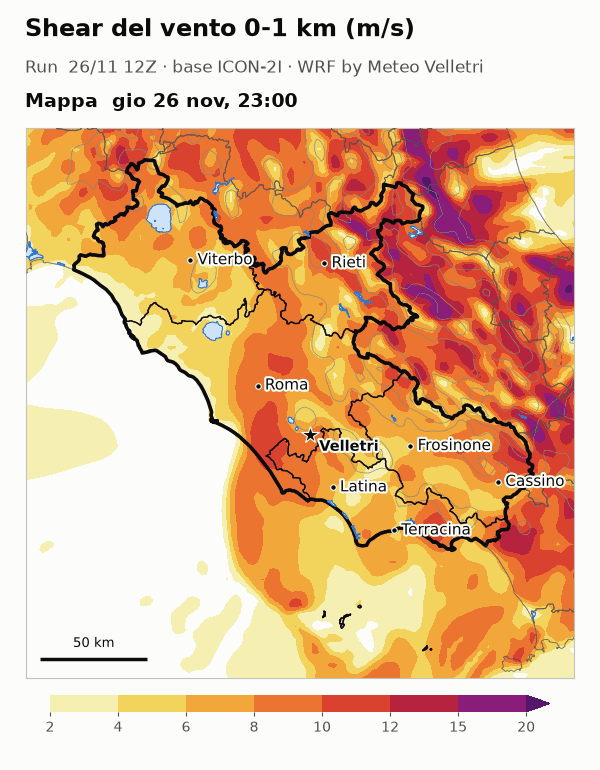 Shear del vento 0-1 km (m/s)
Run  26/11 12Z · base ICON-2I · WRF by Meteo Velletri
Mappa  gio 26 nov, 23:00
Viterbo
Rieti
Roma
Velletri
Frosinone
Latina
Cassino
Terracina
50 km
2 4 6 8 10 12 15 20